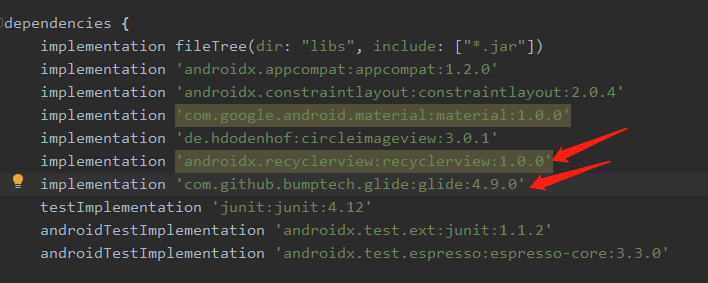 dependencies {
implementation fileTree(dir: "libs", include: ["*.jar"])
implementation 'androidx.appcompat:appcompat:1.2.0'
implementation 'androidx.constraintlayout:constraintlayout:2.0.4'
implementation 'com.google.android.material:material:1.0.0'
implementation 'de.hdodenhof:circleimageview:3.0.1'
implementation 'androidx.recyclerview:recyclerview:1.0.0'
implementation 'com.github.bumptech.glide:glide:4.9.0'
testImplementation 'junit:junit:4.12'
androidTestImplementation 'androidx.test.ext:junit:1.1.2'
androidTestImplementation 'androidx.test.espresso:espresso-core:3.3.0'